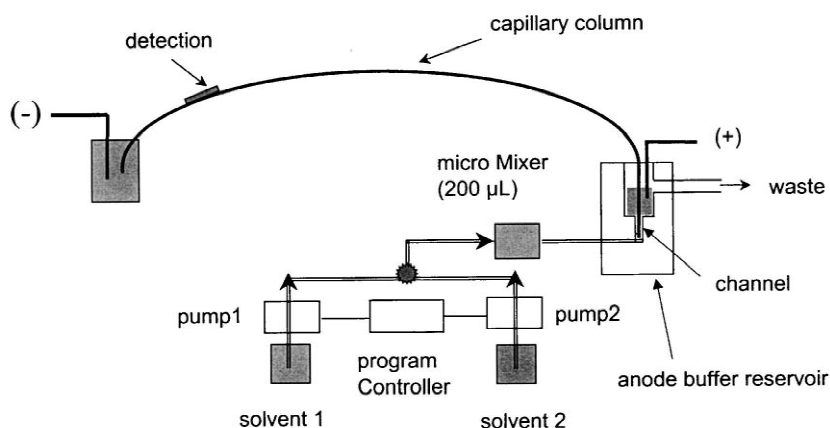 capillary column
detection
(-)
(+)
micro Mixer
(200 µL)
waste
channel
pump1
pump2
program
Controller
anode buffer reservoir
solvent 1
solvent 2